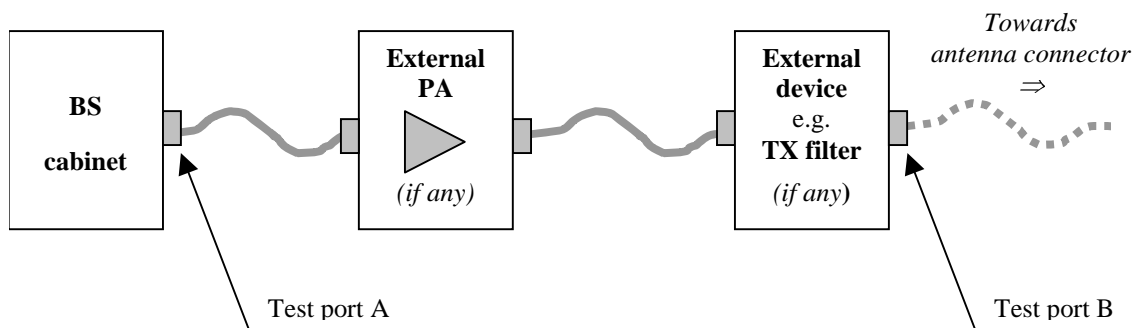 BS
cabinet
External
PA
(if any)
External
device
e.g.
TX filter
(if any)
Towards
antenna connector
⇒
Test port A
Test port B